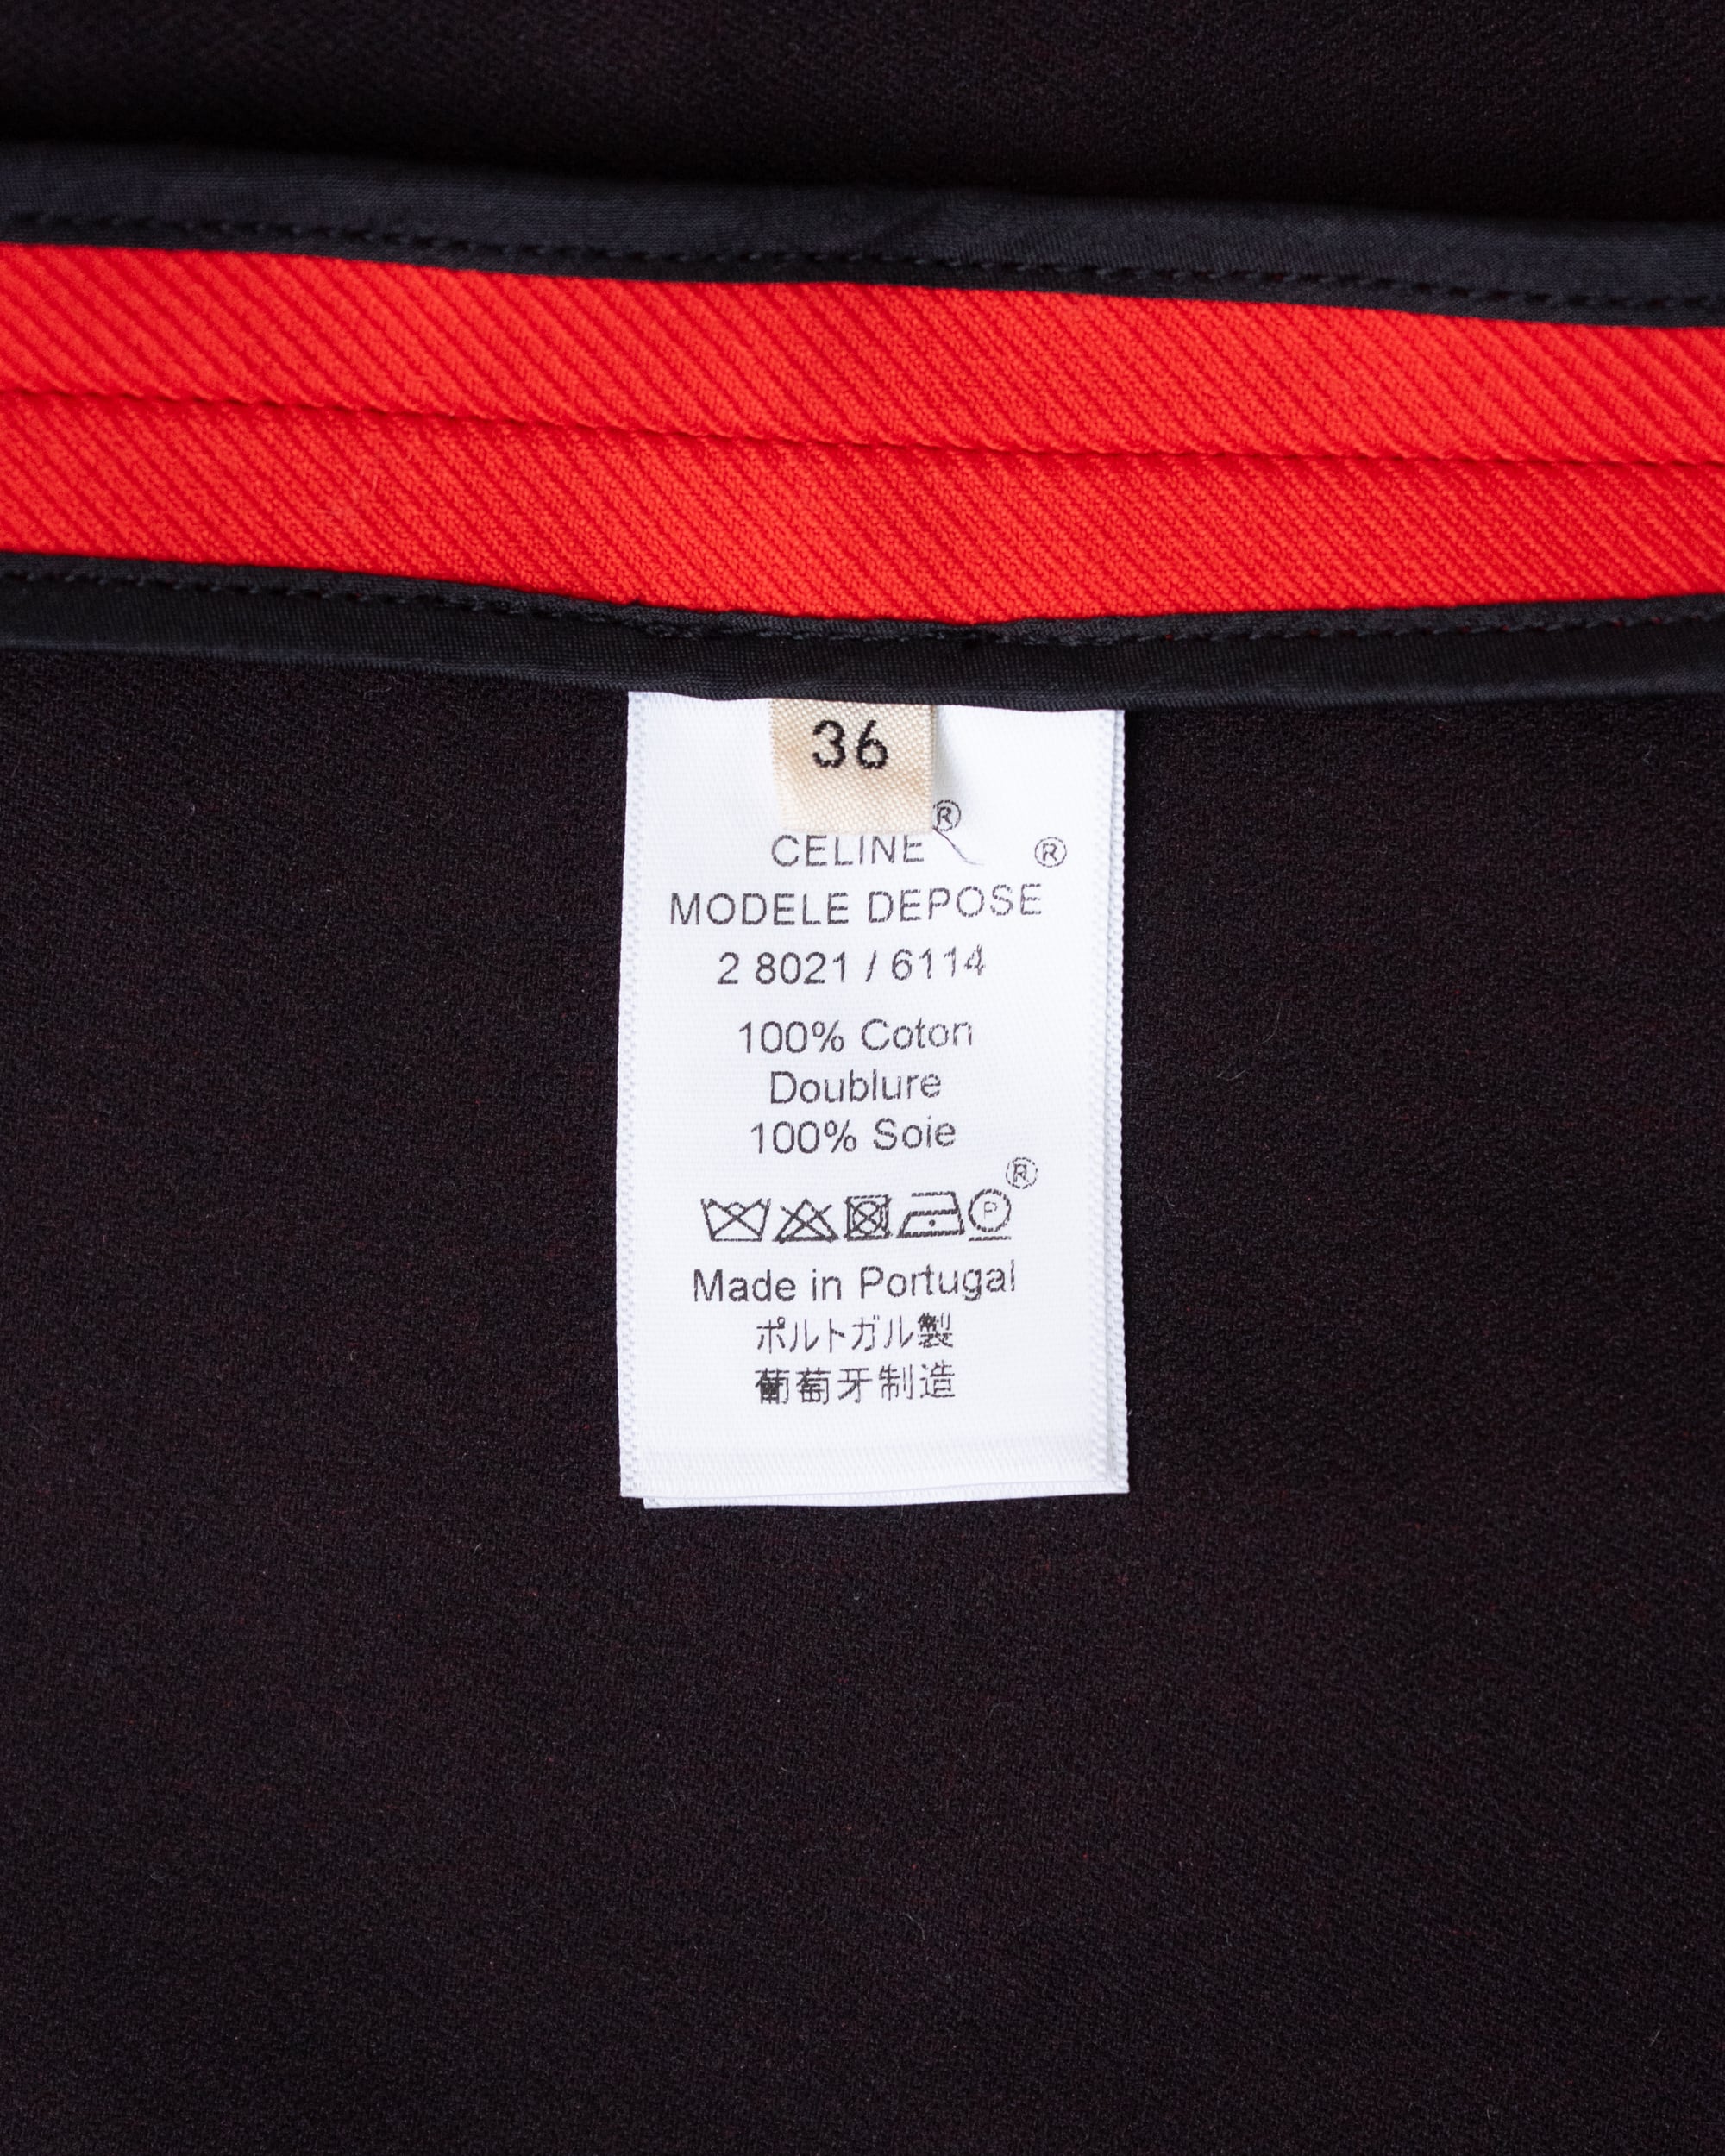 36
CELINE®
MODELE DEPOSE®
2 8021 / 6114
100% Coton
Doublure
100% Soie
P ®
Made in Portugal
ポルトガル製
葡萄牙制造